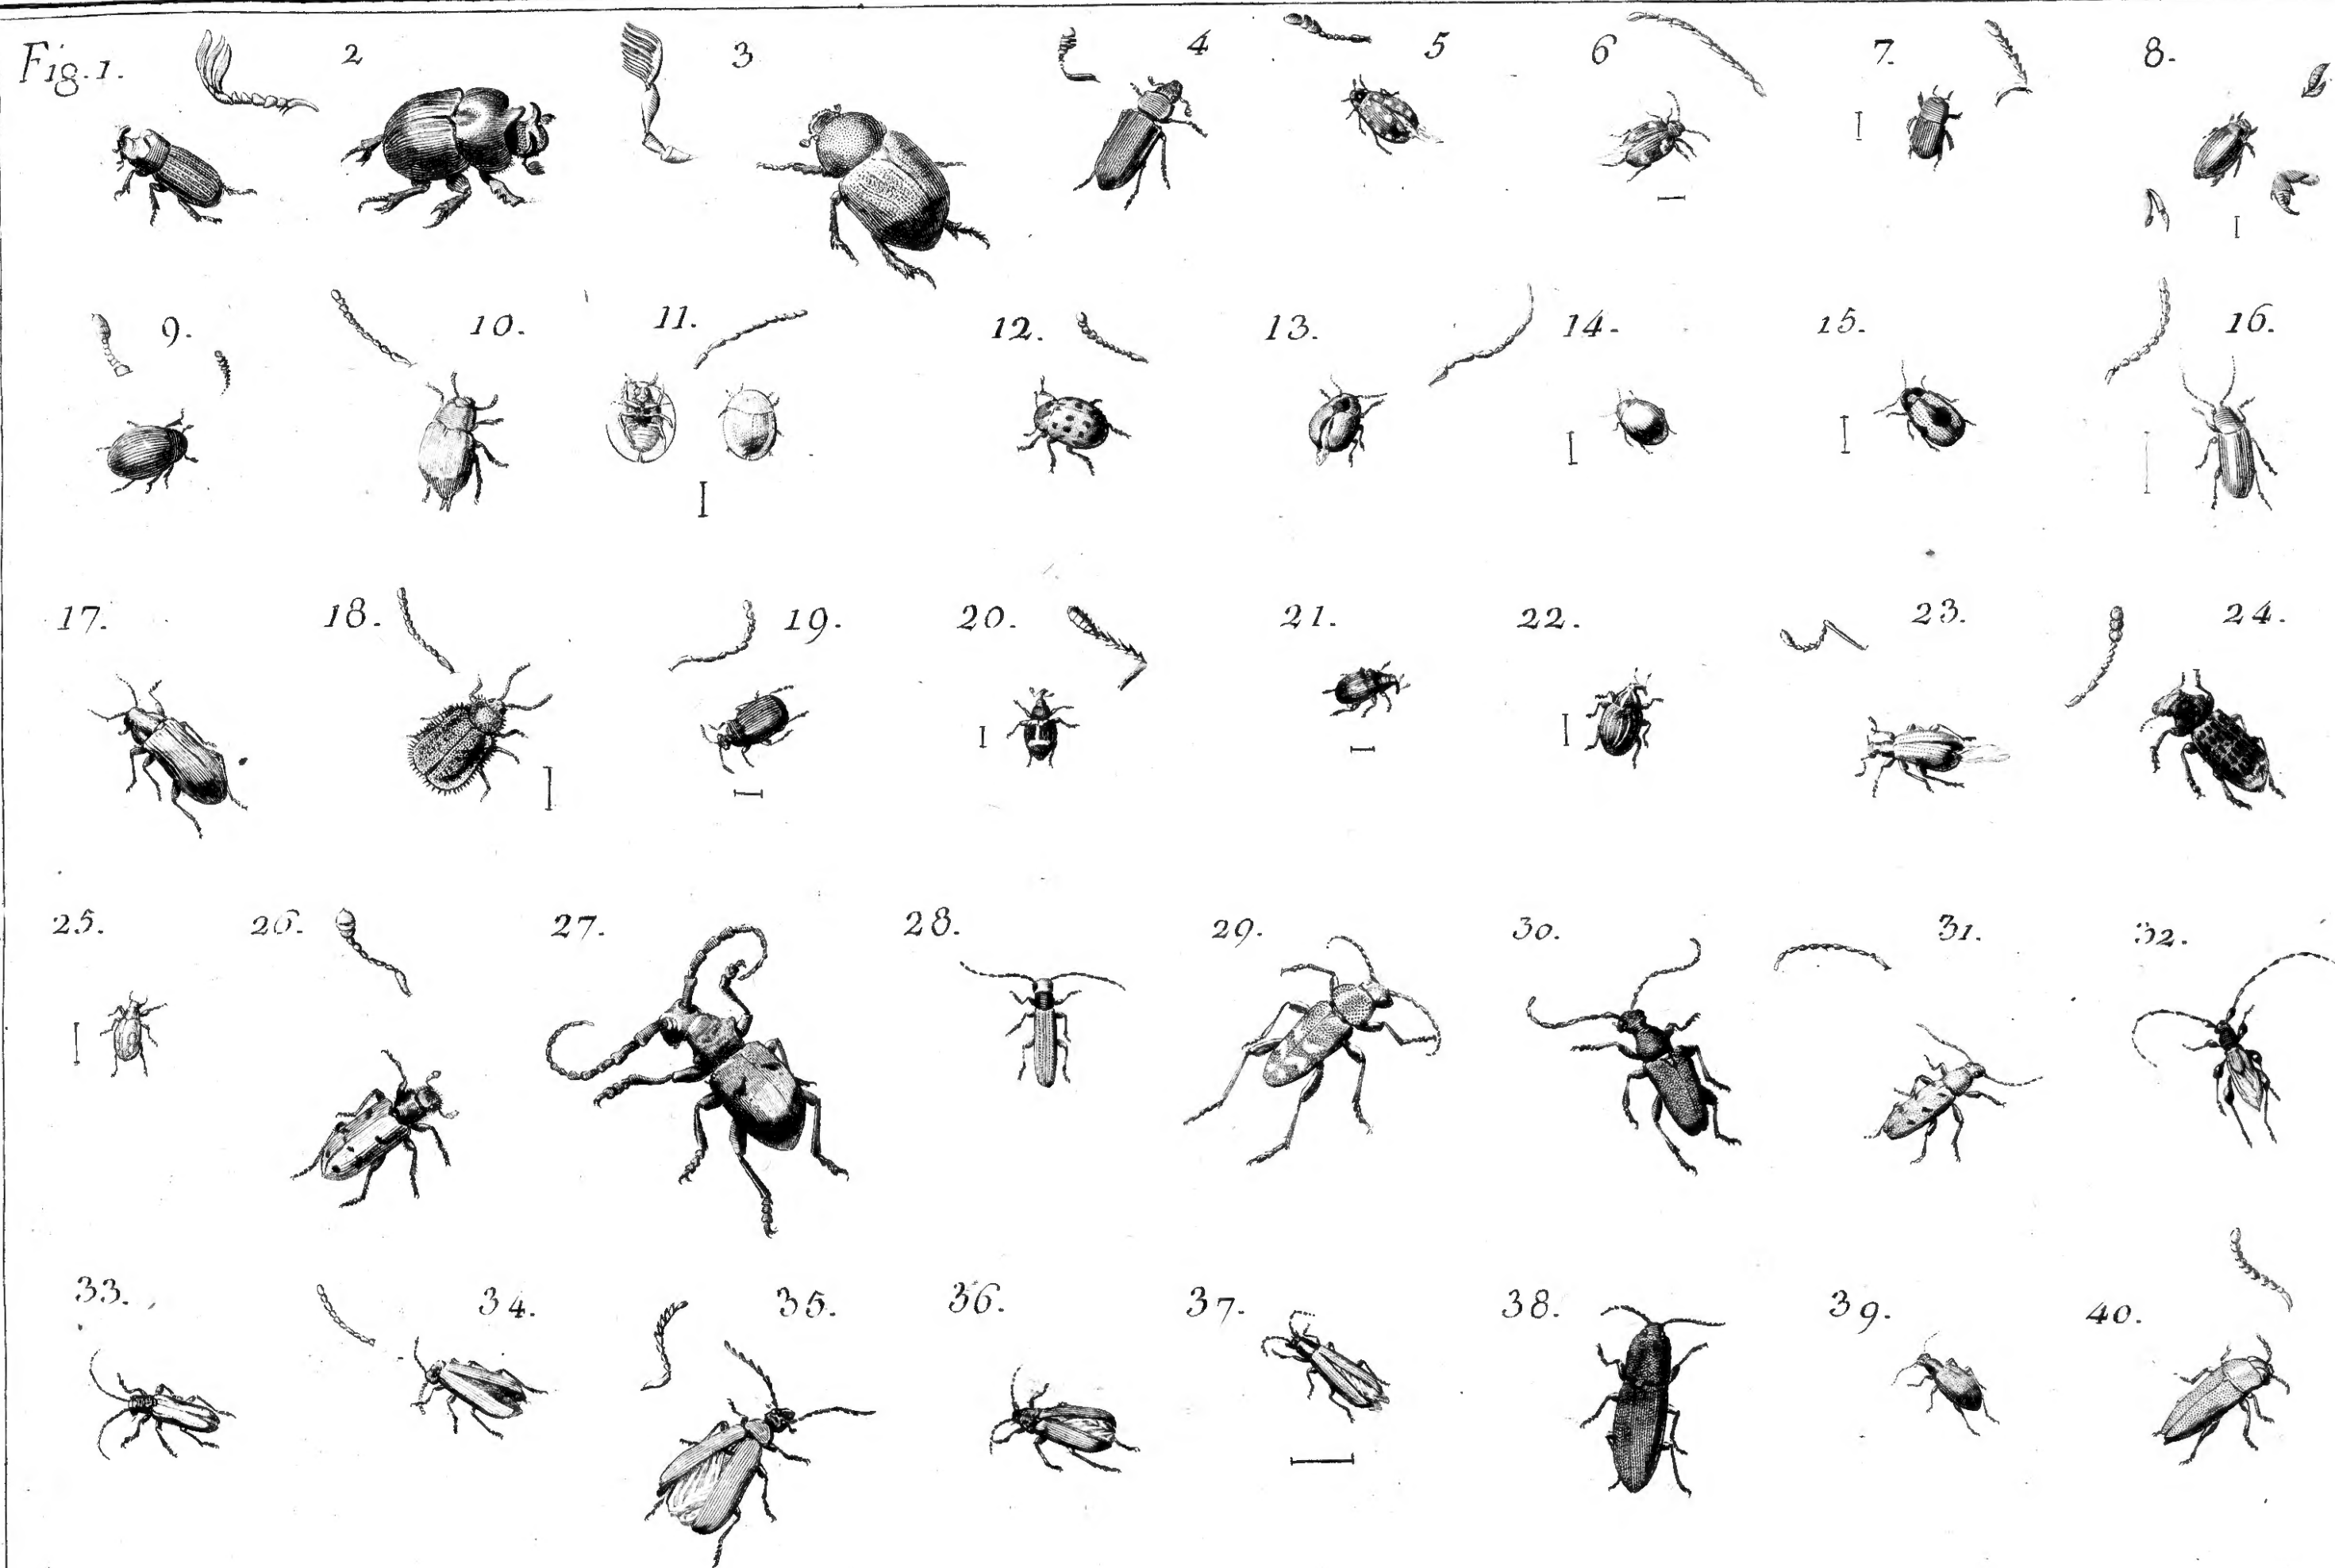 Fig. 1. 2 3 4 5 6 7. 8.
9. 10. 11. 12. 13. 14. 15. 16.
17. 18. 19. 20. 21. 22. 23. 24.
25. 26. 27. 28. 29. 30. 31. 32.
33. 34. 35. 36. 37. 38. 39. 40.